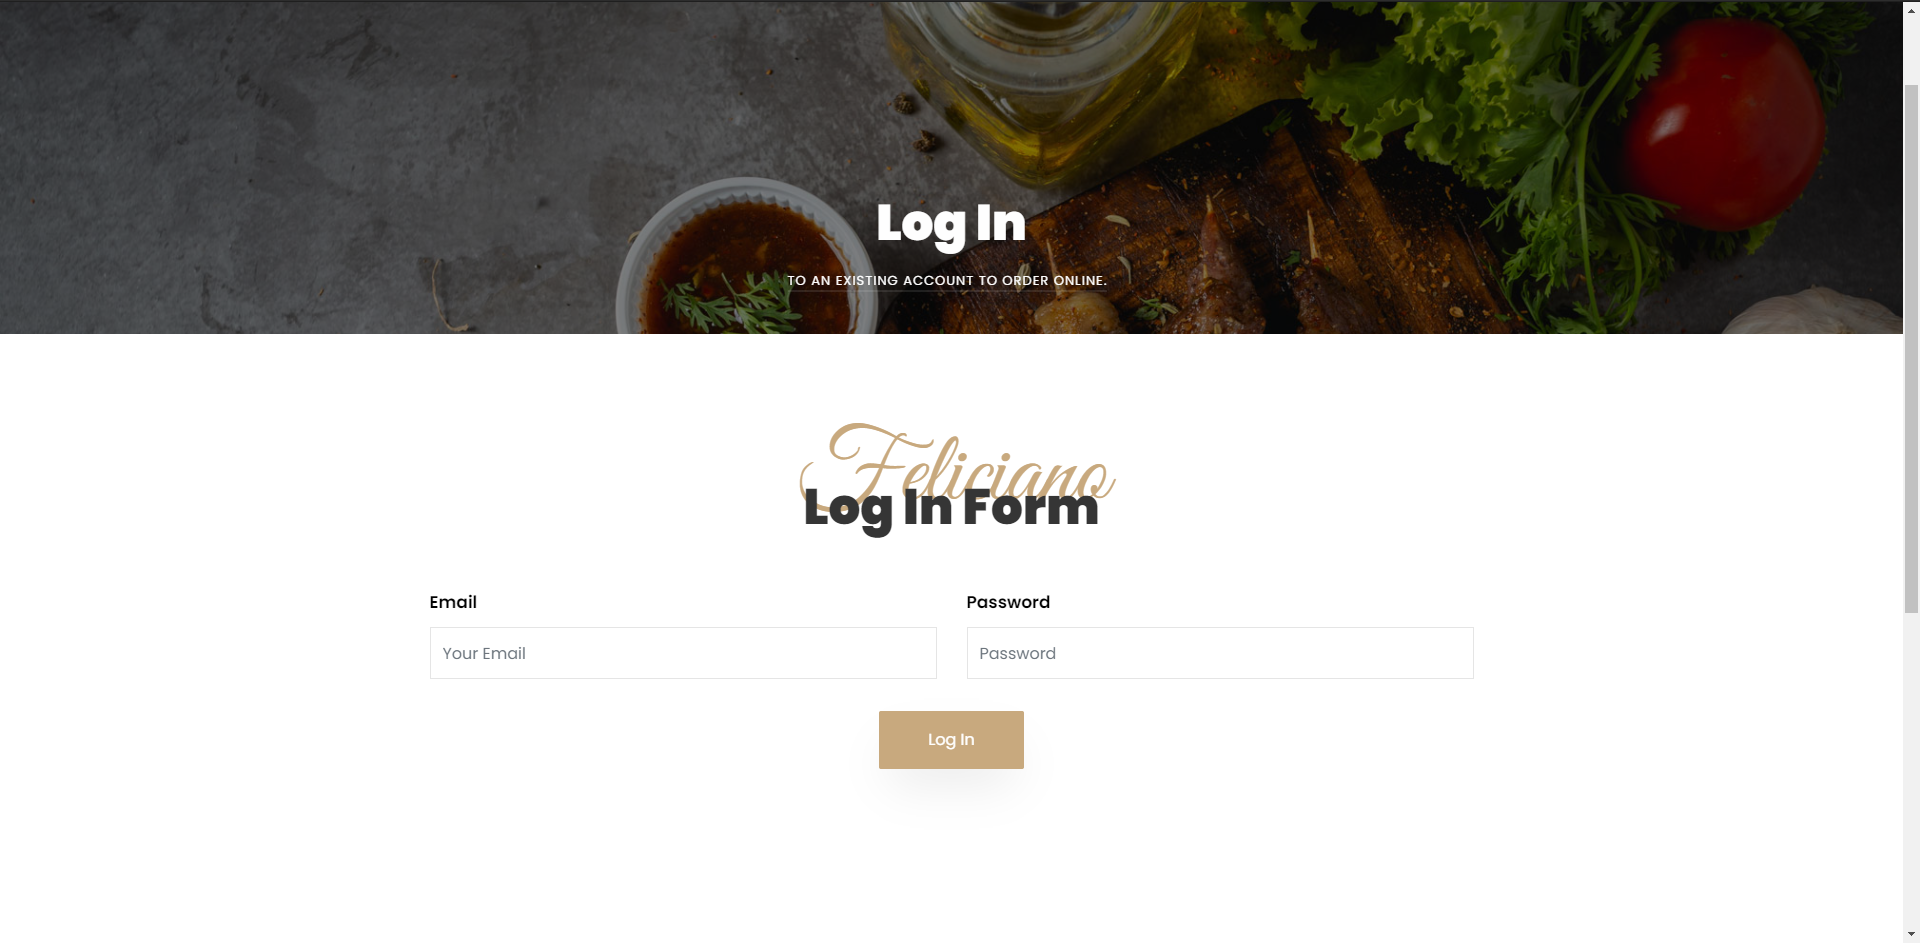 Log In
TO AN EXISTING ACCOUNT TO ORDER ONLINE.
Feliciano
Log In Form
Email
Password
Your Email
Password
Log In